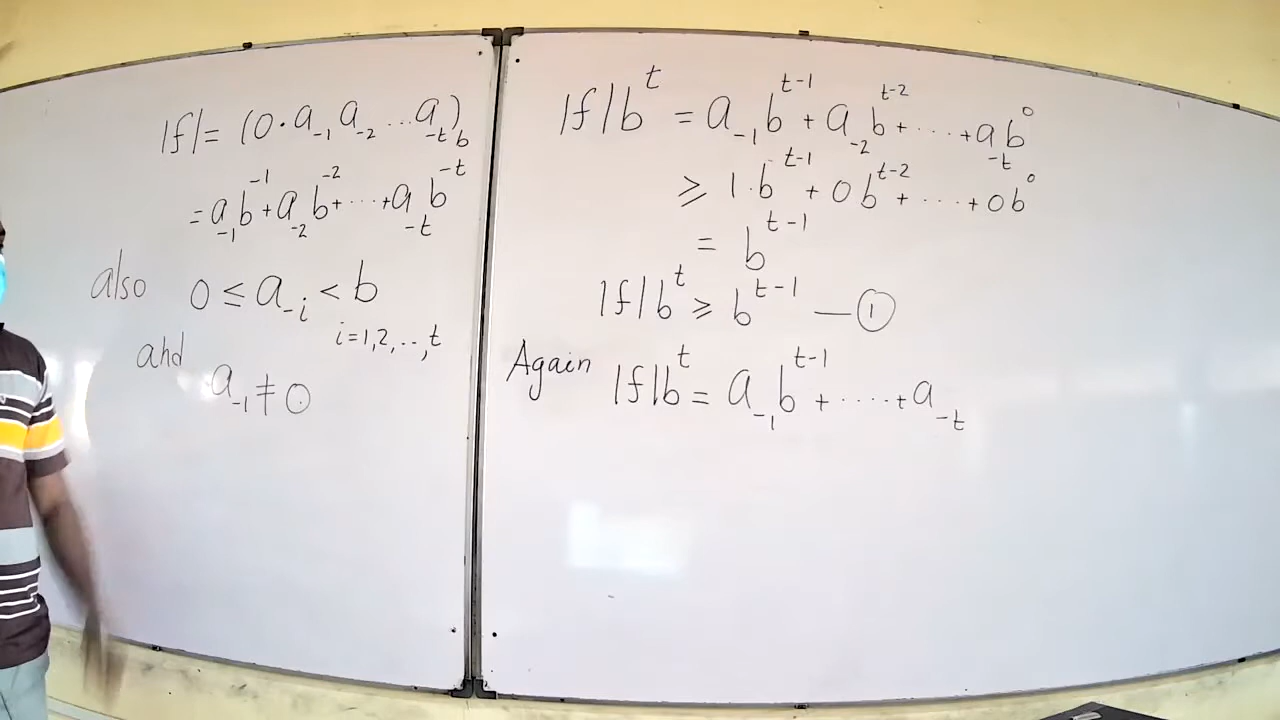 |f| = (0.a₋₁a₋₂...a₋ₜ)_b
= a₋₁b⁻¹+a₋₂b⁻²+....+a₋ₜb⁻ᵗ
also 0 ≤ a₋ᵢ < b
i=1,2,..,t
and a₋₁ ≠ 0
|f|bᵗ = a₋₁bᵗ⁻¹ + a₋₂bᵗ⁻² + .... + a₋ₜb⁰
≥ 1.bᵗ⁻¹ + 0bᵗ⁻² + .... + 0b⁰
= bᵗ⁻¹
|f|bᵗ ≥ bᵗ⁻¹ — ①
Again |f|bᵗ = a₋₁bᵗ⁻¹ + .....+ a₋ₜ